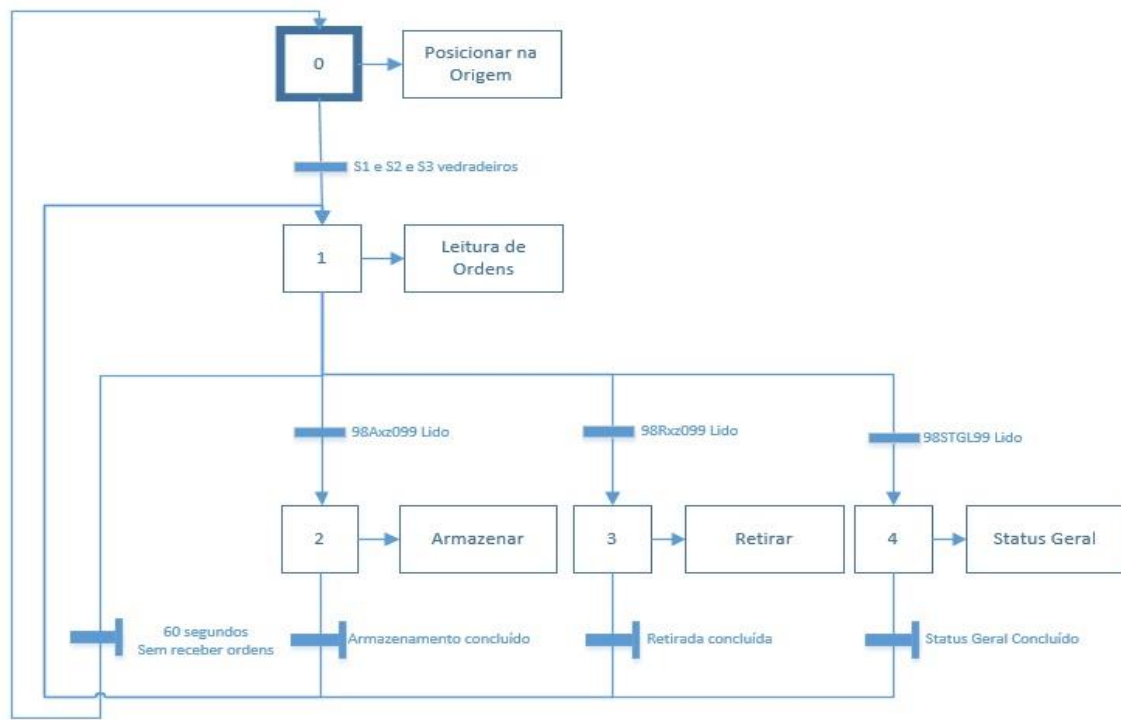 0
Posicionar na
Origem
S1 e S2 e S3 vedradeiros
1
Leitura de
Ordens
98Axz099 Lido
98Rxz099 Lido
98STGL99 Lido
2
Armazenar
3
Retirar
4
Status Geral
60 segundos
Sem receber ordens
Armazenamento concluído
Retirada concluída
Status Geral Concluído